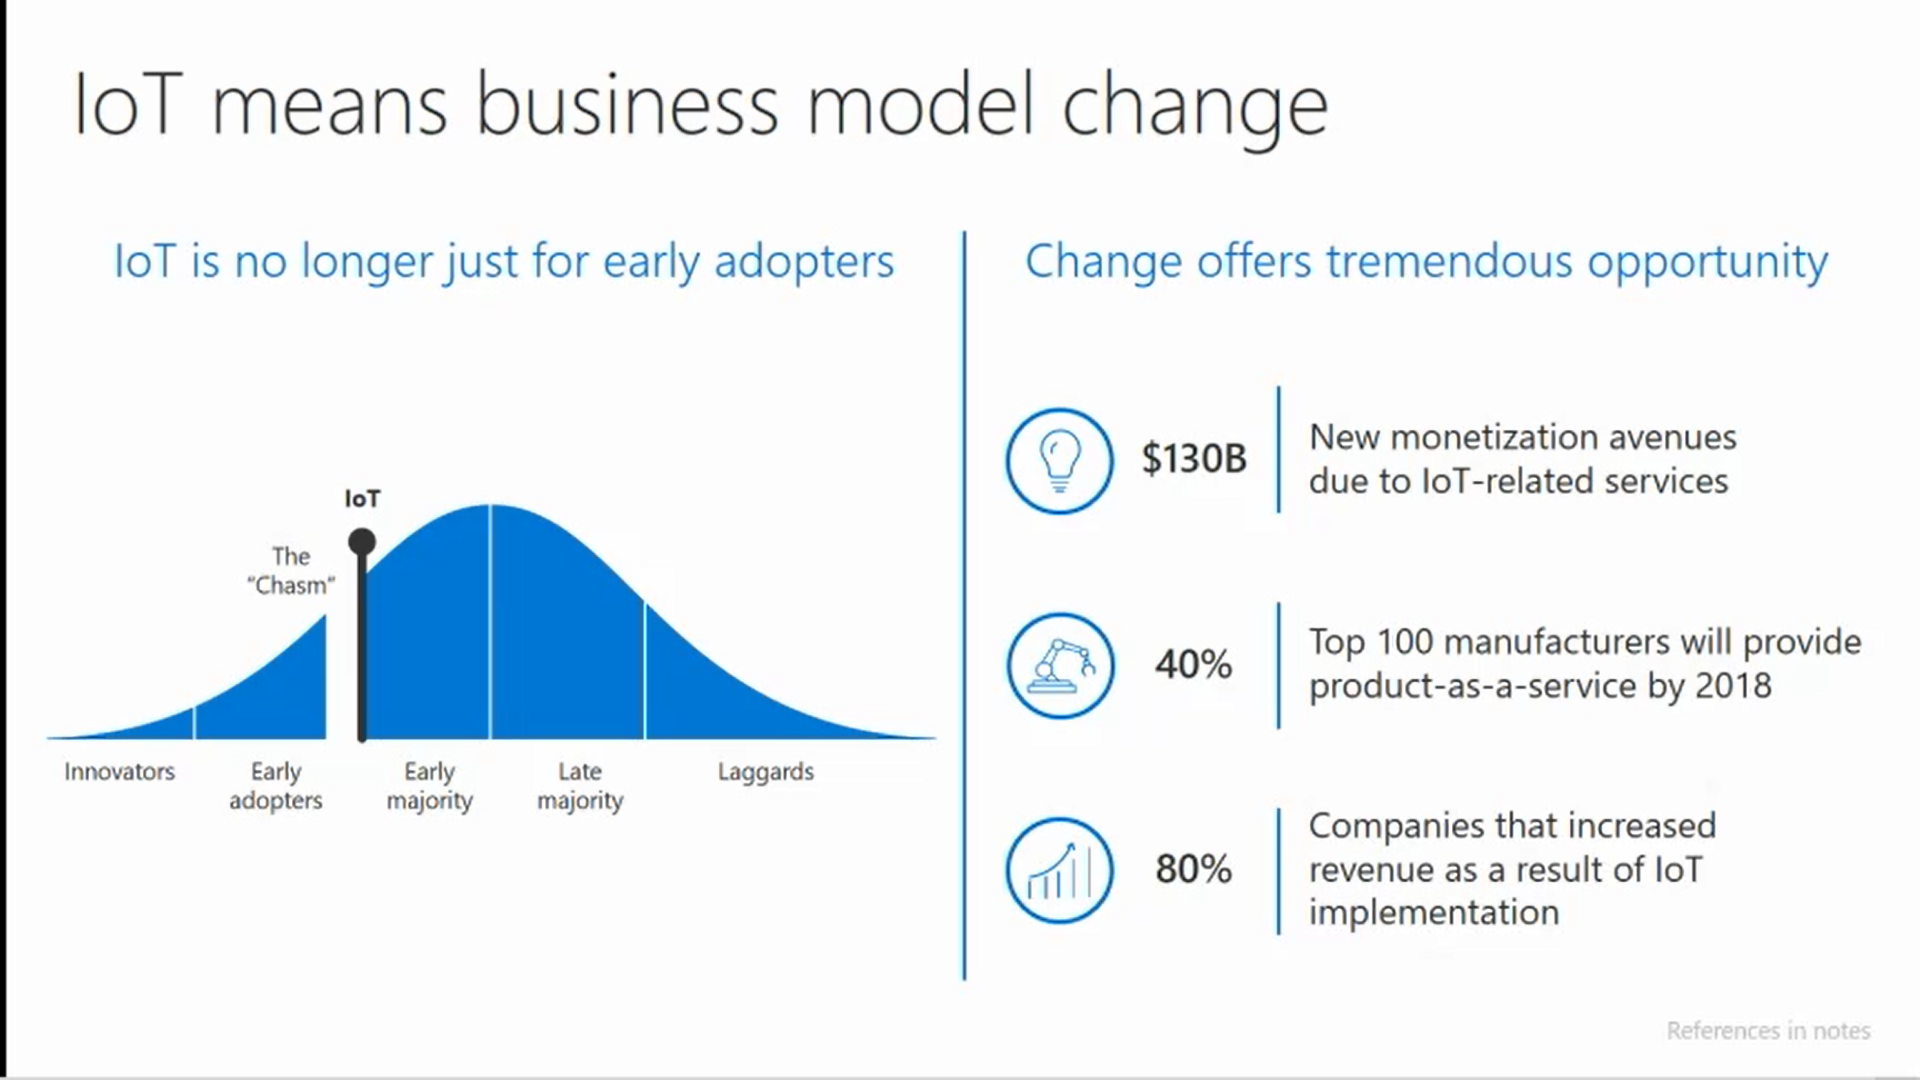 IoT means business model change
IoT is no longer just for early adopters
IoT
The
"Chasm"
Innovators
Early
adopters
Early
majority
Late
majority
Laggards
Change offers tremendous opportunity
$130B
New monetization avenues
due to IoT-related services
40%
Top 100 manufacturers will provide
product-as-a-service by 2018
80%
Companies that increased
revenue as a result of IoT
implementation
References in notes